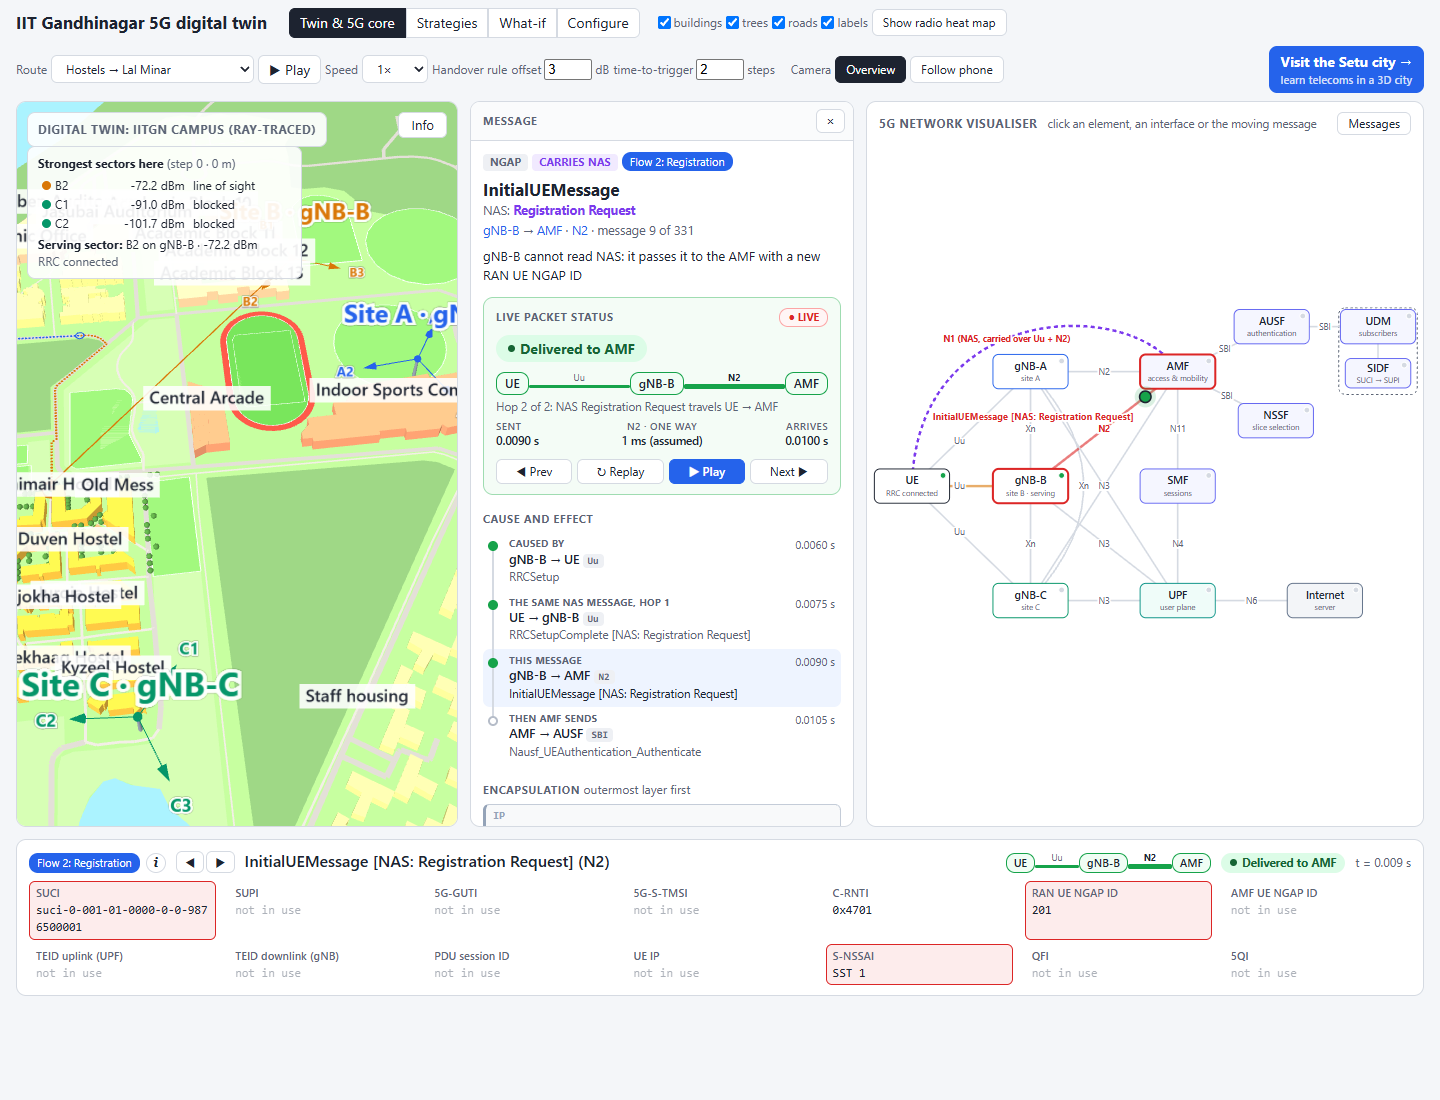 IIT Gandhinagar 5G digital twin
Twin & 5G core
Strategies
What-if
Configure
buildings
trees
roads
labels
Show radio heat map
Route
Hostels → Lal Minar
▶ Play
Speed
1×
Handover rule offset
3
dB time-to-trigger
2
steps
Camera
Overview
Follow phone
Visit the Setu city →
learn telecoms in a 3D city
DIGITAL TWIN: IITGN CAMPUS (RAY-TRACED)
Info
Strongest sectors here (step 0 · 0 m)
B2 -72.2 dBm line of sight
C1 -91.0 dBm blocked
C2 -101.7 dBm blocked
Serving sector: B2 on gNB-B · -72.2 dBm
RRC connected
gNB-B
12
B3
B2
Site A · gN
A2
Indoor Sports Com
Central Arcade
imair H
Old Mess
Duven Hostel
jokha Hostel
ekhaag Hostel
Kyzeel Hostel
C1
Site C · gNB-C
C2
C3
Staff housing
MESSAGE
×
NGAP
CARRIES NAS
Flow 2: Registration
InitialUEMessage
NAS: Registration Request
gNB-B → AMF · N2 · message 9 of 331
gNB-B cannot read NAS: it passes it to the AMF with a new
RAN UE NGAP ID
LIVE PACKET STATUS
● LIVE
● Delivered to AMF
UE
Uu
gNB-B
N2
AMF
Hop 2 of 2: NAS Registration Request travels UE → AMF
SENT
0.0090 s
N2 · ONE WAY
1 ms (assumed)
ARRIVES
0.0100 s
◀ Prev
↻ Replay
▶ Play
Next ▶
CAUSE AND EFFECT
CAUSED BY 0.0060 s
gNB-B → UE Uu
RRCSetup
THE SAME NAS MESSAGE, HOP 1 0.0075 s
UE → gNB-B Uu
RRCSetupComplete [NAS: Registration Request]
THIS MESSAGE 0.0090 s
gNB-B → AMF N2
InitialUEMessage [NAS: Registration Request]
THEN AMF SENDS 0.0105 s
AMF → AUSF SBI
Nausf_UEAuthentication_Authenticate
ENCAPSULATION outermost layer first
IP
5G NETWORK VISUALISER click an element, an interface or the moving message
Messages
N1 (NAS, carried over Uu + N2)
gNB-A
site A
N2
AMF
access & mobility
SBI
AUSF
authentication
SBI
UDM
subscribers
SIDF
SUCI → SUPI
SBI
NSSF
slice selection
InitialUEMessage [NAS: Registration Request]
N2
Uu
Xn
N11
UE
RRC connected
Uu
gNB-B
site B · serving
Xn
N3
SMF
sessions
Uu
Xn
N3
N4
gNB-C
site C
N3
UPF
user plane
N6
Internet
server
Flow 2: Registration
i
◀
▶
InitialUEMessage [NAS: Registration Request] (N2)
UE
Uu
gNB-B
N2
AMF
● Delivered to AMF
t = 0.009 s
SUCI
suci-0-001-01-0000-0-0-987
6500001
SUPI
not in use
5G-GUTI
not in use
5G-S-TMSI
not in use
C-RNTI
0x4701
RAN UE NGAP ID
201
AMF UE NGAP ID
not in use
TEID uplink (UPF)
not in use
TEID downlink (gNB)
not in use
PDU session ID
not in use
UE IP
not in use
S-NSSAI
SST 1
QFI
not in use
5QI
not in use